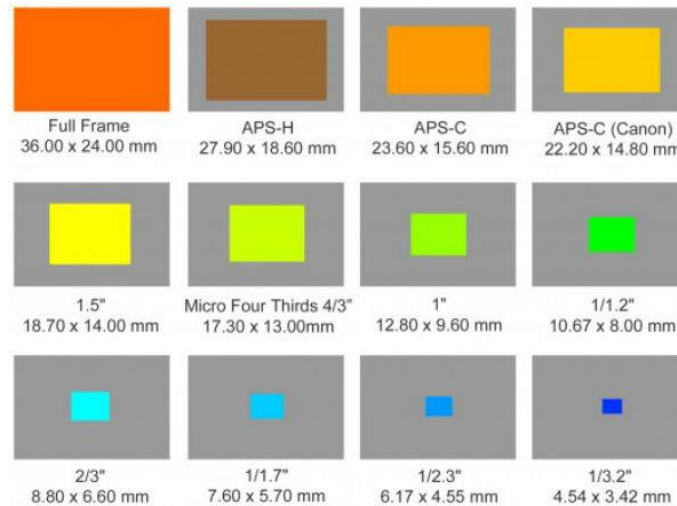 Full Frame
36.00 x 24.00 mm
APS-H
27.90 x 18.60 mm
APS-C
23.60 x 15.60 mm
APS-C (Canon)
22.20 x 14.80 mm
1.5"
18.70 x 14.00 mm
Micro Four Thirds 4/3"
17.30 x 13.00mm
1"
12.80 x 9.60 mm
1/1.2"
10.67 x 8.00 mm
2/3"
8.80 x 6.60 mm
1/1.7"
7.60 x 5.70 mm
1/2.3"
6.17 x 4.55 mm
1/3.2"
4.54 x 3.42 mm